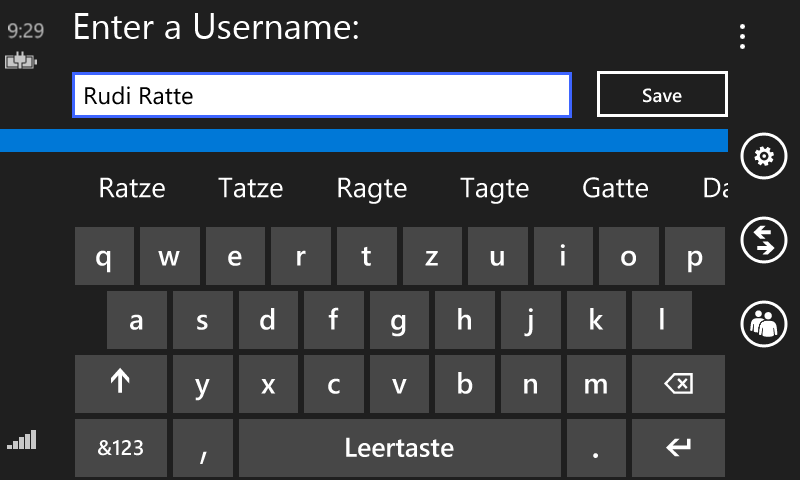 9:29
Enter a Username:
Rudi Ratte
Save
Ratze Tatze Ragte Tagte Gatte Da
q w e r t z u i o p
a s d f g h j k l
y x c v b n m
&123 , Leertaste .